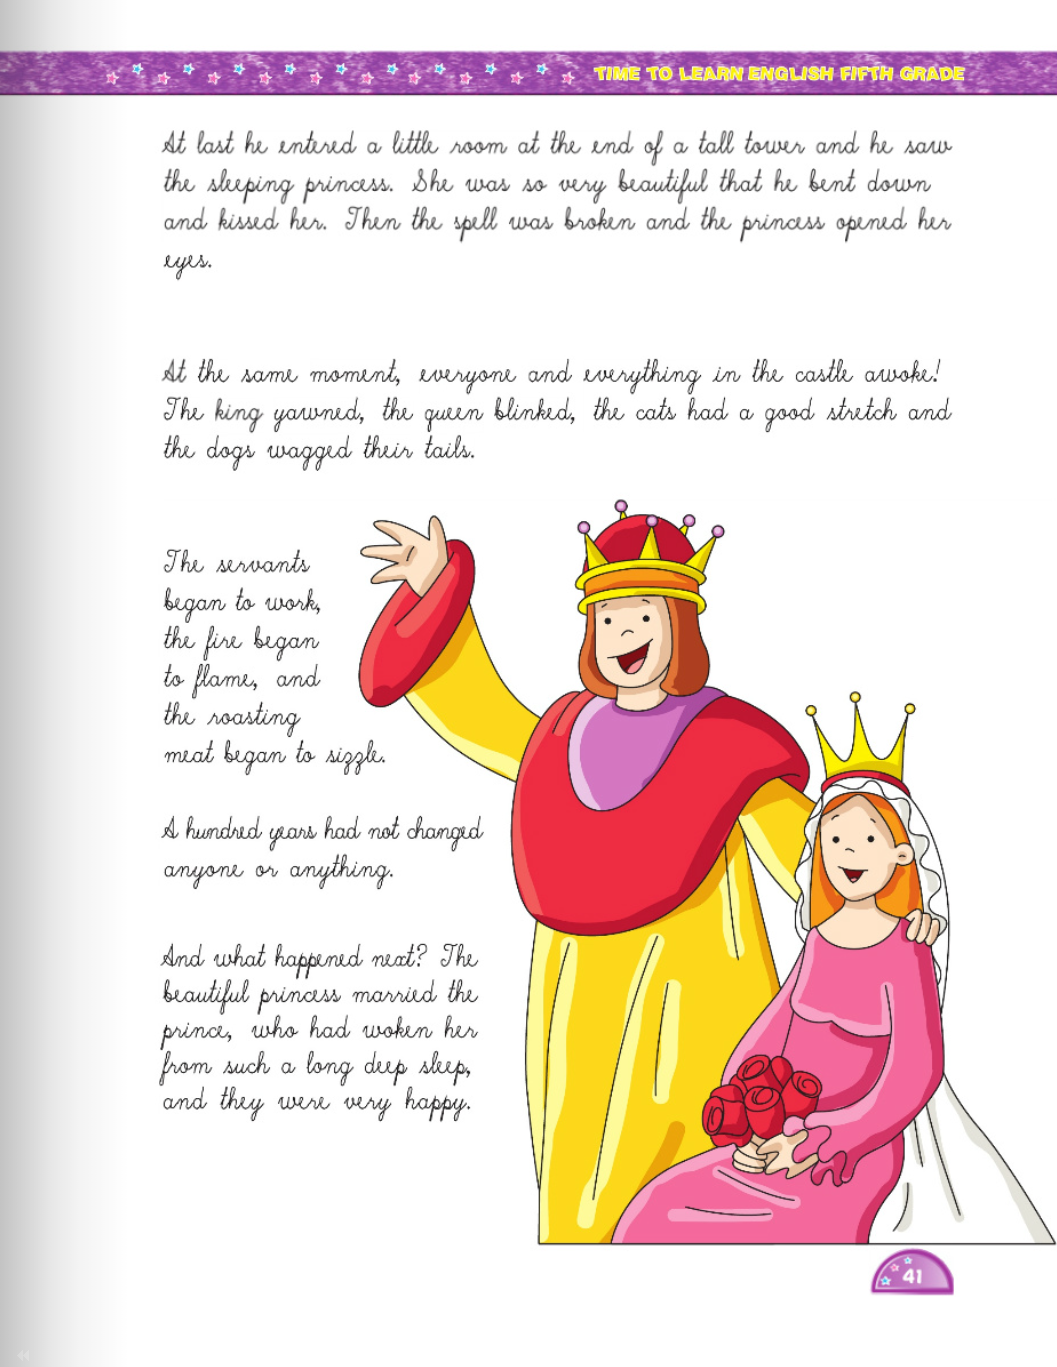 TIME TO LEARN ENGLISH FIFTH GRADE
At last he entered a little room at the end of a tall tower and he saw
the sleeping princess. She was so very beautiful that he bent down
and kissed her. Then the spell was broken and the princess opened her
eyes.
At the same moment, everyone and everything in the castle awoke!
The king yawned, the queen blinked, the cats had a good stretch and
the dogs wagged their tails.
The servants
began to work,
the fire began
to flame, and
the roasting
meat began to sizzle.
A hundred years had not changed
anyone or anything.
And what happened next? The
beautiful princess married the
prince, who had woken her
from such a long deep sleep,
and they were very happy.
41
44